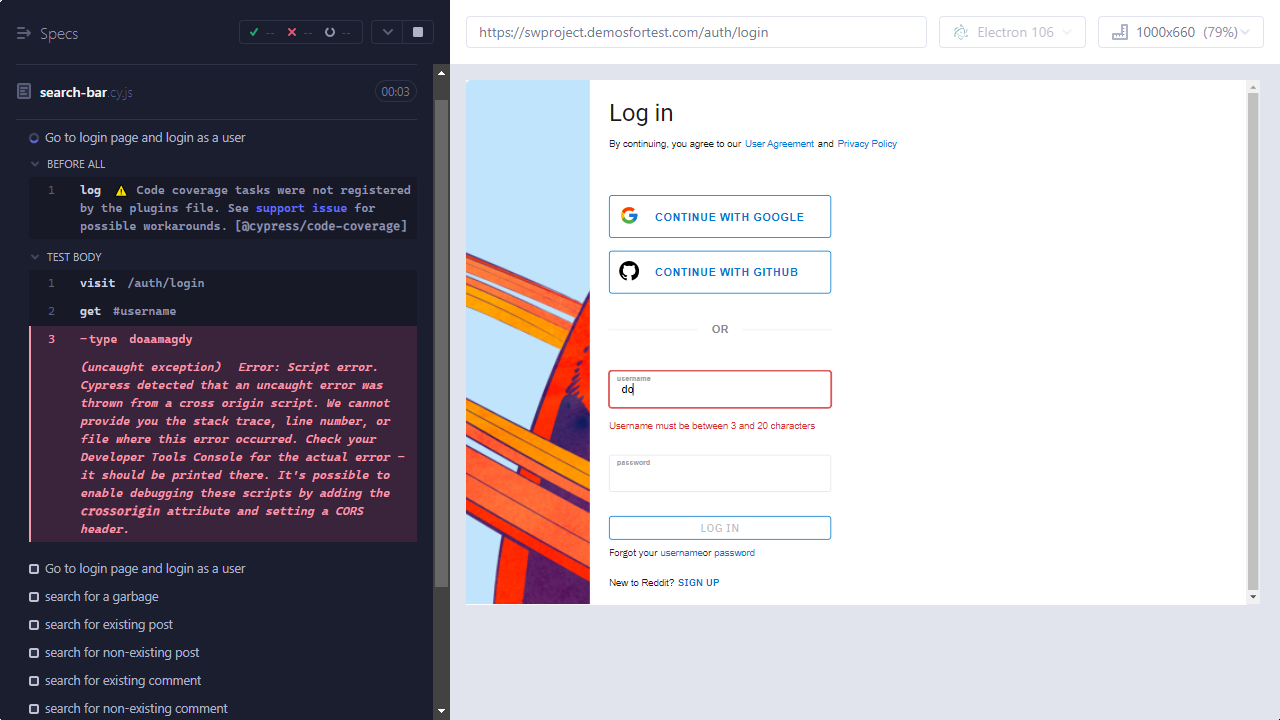 Specs
-- -- --
search-bar.cy.js
00:03
Go to login page and login as a user
BEFORE ALL
1 log ⚠ Code coverage tasks were not registered
by the plugins file. See support issue for
possible workarounds. [@cypress/code-coverage]
TEST BODY
1 visit /auth/login
2 get #username
3 -type doaamagdy
(uncaught exception) Error: Script error.
Cypress detected that an uncaught error was
thrown from a cross origin script. We cannot
provide you the stack trace, line number, or
file where this error occurred. Check your
Developer Tools Console for the actual error -
it should be printed there. It's possible to
enable debugging these scripts by adding the
crossorigin attribute and setting a CORS
header.
Go to login page and login as a user
search for a garbage
search for existing post
search for non-existing post
search for existing comment
search for non-existing comment
https://swproject.demosfortest.com/auth/login
Electron 106
1000x660 (79%)
Log in
By continuing, you agree to our User Agreement and Privacy Policy
CONTINUE WITH GOOGLE
CONTINUE WITH GITHUB
OR
username
do
Username must be between 3 and 20 characters
password
LOG IN
Forgot your usernameor password
New to Reddit? SIGN UP